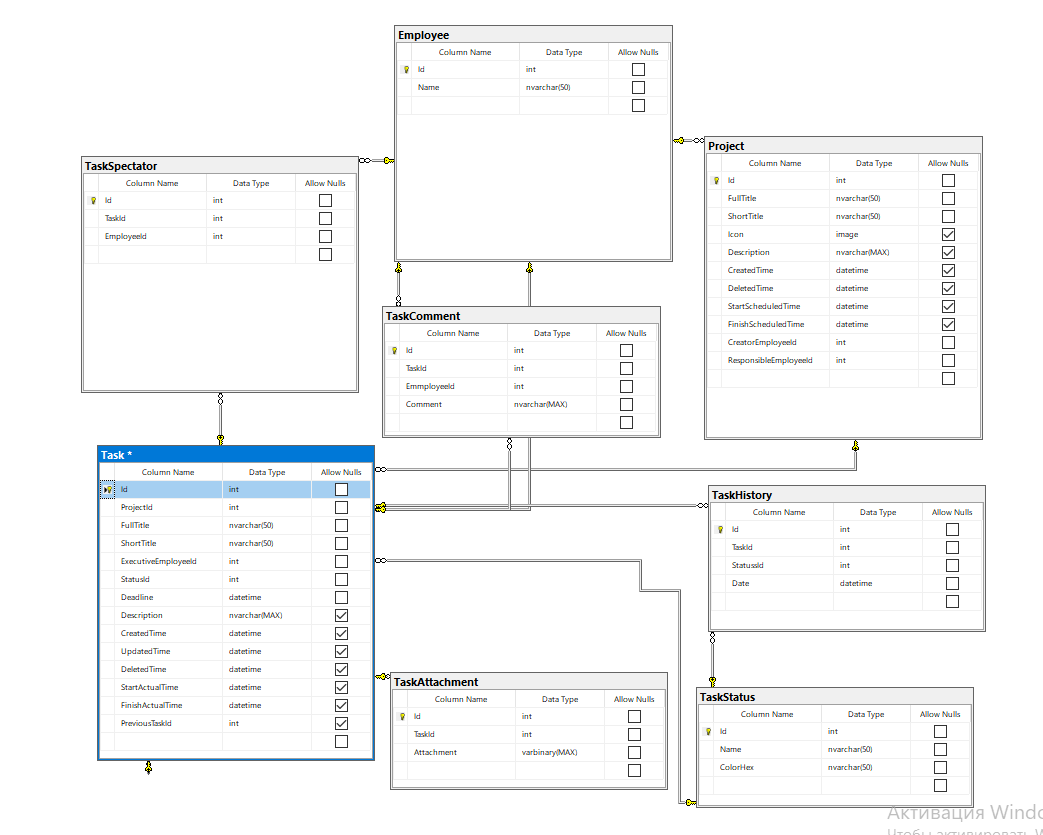 Employee
Column Name Data Type Allow Nulls
Id int
Name nvarchar(50)
Project
Column Name Data Type Allow Nulls
Id int
FullTitle nvarchar(50)
ShortTitle nvarchar(50)
Icon image
Description nvarchar(MAX)
CreatedTime datetime
DeletedTime datetime
StartScheduledTime datetime
FinishScheduledTime datetime
CreatorEmployeeId int
ResponsibleEmployeeId int
TaskSpectator
Column Name Data Type Allow Nulls
Id int
TaskId int
EmployeeId int
TaskComment
Column Name Data Type Allow Nulls
Id int
TaskId int
EmmployeeId int
Comment nvarchar(MAX)
Task *
Column Name Data Type Allow Nulls
Id int
ProjectId int
FullTitle nvarchar(50)
ShortTitle nvarchar(50)
ExecutiveEmployeeId int
StatusId int
Deadline datetime
Description nvarchar(MAX)
CreatedTime datetime
UpdatedTime datetime
DeletedTime datetime
StartActualTime datetime
FinishActualTime datetime
PreviousTaskId int
TaskHistory
Column Name Data Type Allow Nulls
Id int
TaskId int
StatussId int
Date datetime
TaskAttachment
Column Name Data Type Allow Nulls
Id int
TaskId int
Attachment varbinary(MAX)
TaskStatus
Column Name Data Type Allow Nulls
Id int
Name nvarchar(50)
ColorHex nvarchar(50)
Активация Windo
Чтобы активировать W